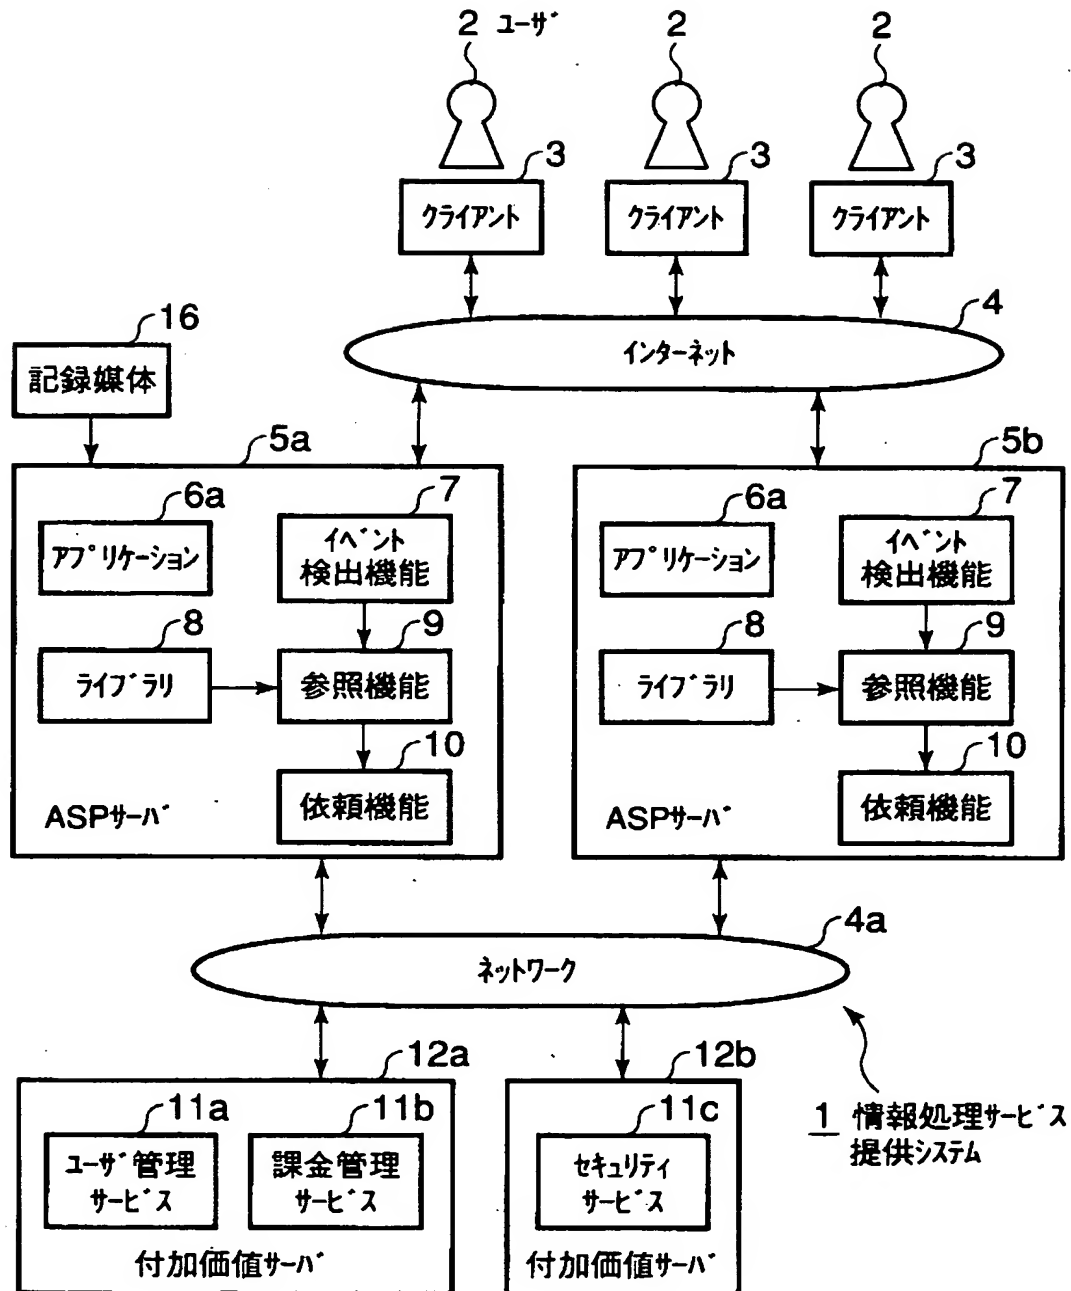 2 ユーザ 2 2
3 3 3
クライアント クライアント クライアント
4
インターネット
16
記録媒体
5a 5b
6a 7 6a 7
アプリケーション イベント アプリケーション イベント
検出機能 検出機能
8 9 8 9
ライブラリ 参照機能 ライブラリ 参照機能
10 10
依頼機能 依頼機能
ASPサーバ ASPサーバ
4a
ネットワーク
12a 12b
11a 11b 11c
ユーザ管理 課金管理 セキュリティ
サービス サービス サービス
付加価値サーバ 付加価値サーバ
1 情報処理サービス
提供システム